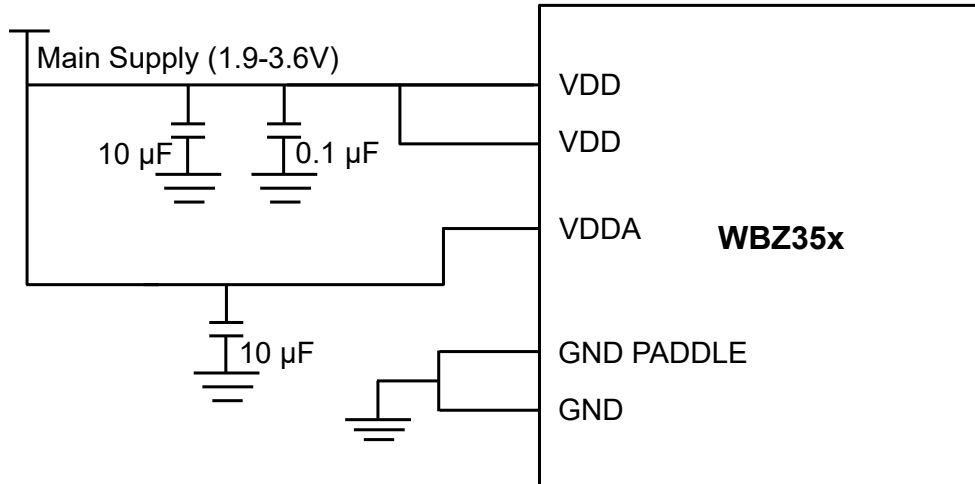 Main Supply (1.9-3.6V)
VDD
VDD
10 µF
0.1 µF
VDDA
WBZ35x
10 µF
GND PADDLE
GND